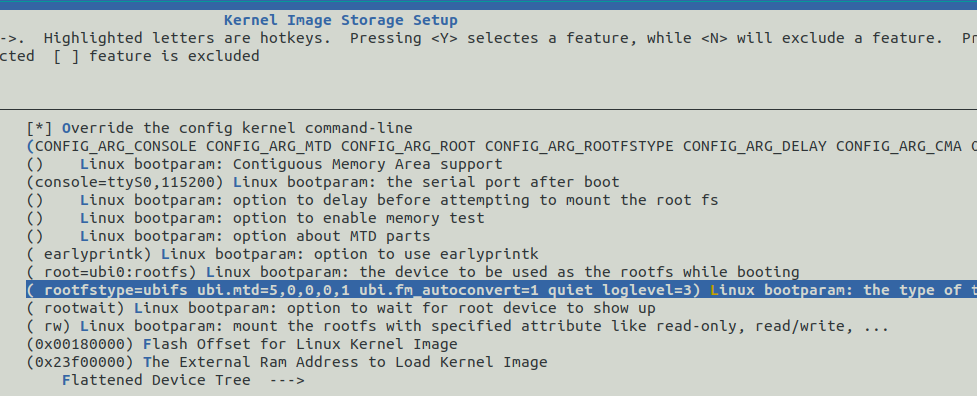 Kernel Image Storage Setup
->.  Highlighted letters are hotkeys.  Pressing <Y> selectes a feature, while <N> will exclude a feature.  Pr
cted  [ ] feature is excluded
[*] Override the config kernel command-line
(CONFIG_ARG_CONSOLE CONFIG_ARG_MTD CONFIG_ARG_ROOT CONFIG_ARG_ROOTFSTYPE CONFIG_ARG_DELAY CONFIG_ARG_CMA C
()    Linux bootparam: Contiguous Memory Area support
(console=ttyS0,115200) Linux bootparam: the serial port after boot
()    Linux bootparam: option to delay before attempting to mount the root fs
()    Linux bootparam: option to enable memory test
()    Linux bootparam: option about MTD parts
( earlyprintk) Linux bootparam: option to use earlyprintk
( root=ubi0:rootfs) Linux bootparam: the device to be used as the rootfs while booting
( rootfstype=ubifs ubi.mtd=5,0,0,0,1 ubi.fm_autoconvert=1 quiet loglevel=3) Linux bootparam: the type of t
( rootwait) Linux bootparam: option to wait for root device to show up
( rw) Linux bootparam: mount the rootfs with specified attribute like read-only, read/write, ...
(0x00180000) Flash Offset for Linux Kernel Image
(0x23f00000) The External Ram Address to Load Kernel Image
    Flattened Device Tree  --->